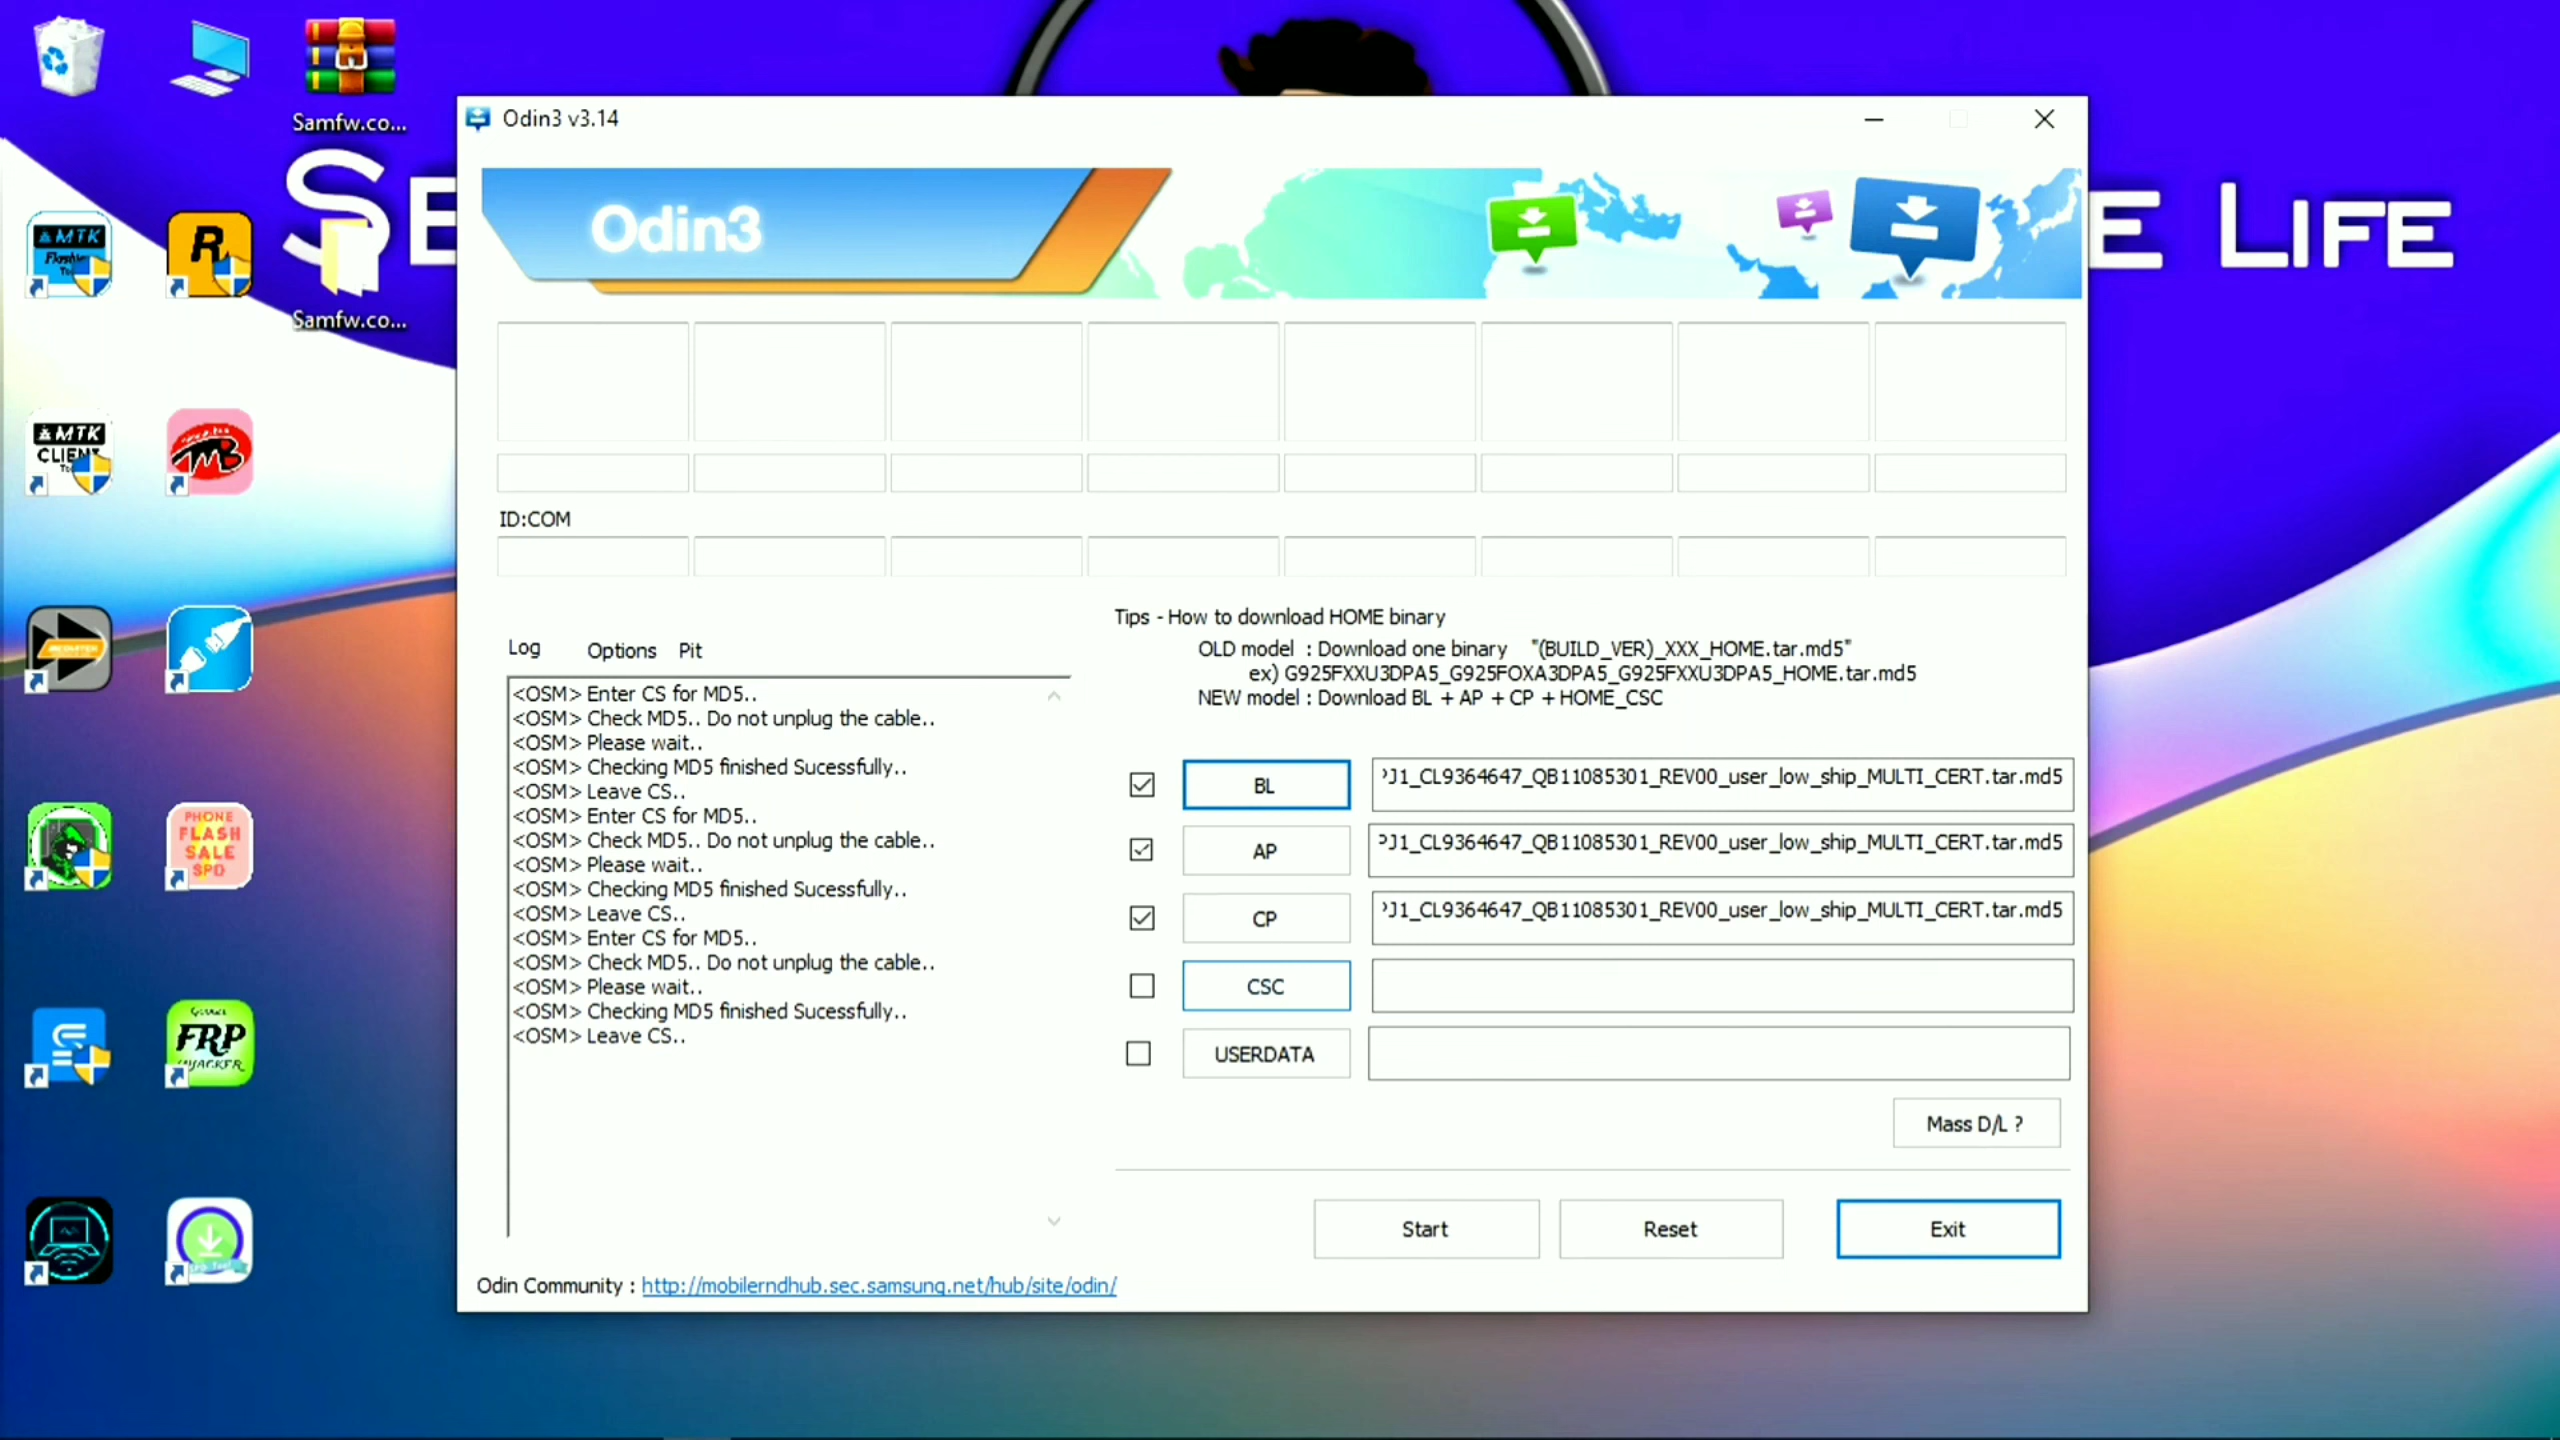 Samfw.co...
Samfw.co...
SE
E LIFE
MTK
Flashing
MTK
CLIENT
MEDIATEK
PHONE
FLASH
SALE
SPD
FRP
HIJACKER
Odin3 v3.14
Odin3
ID:COM
Log Options Pit
<OSM> Enter CS for MD5..
<OSM> Check MD5.. Do not unplug the cable..
<OSM> Please wait..
<OSM> Checking MD5 finished Sucessfully..
<OSM> Leave CS..
<OSM> Enter CS for MD5..
<OSM> Check MD5.. Do not unplug the cable..
<OSM> Please wait..
<OSM> Checking MD5 finished Sucessfully..
<OSM> Leave CS..
<OSM> Enter CS for MD5..
<OSM> Check MD5.. Do not unplug the cable..
<OSM> Please wait..
<OSM> Checking MD5 finished Sucessfully..
<OSM> Leave CS..
Tips - How to download HOME binary
OLD model : Download one binary "(BUILD_VER)_XXX_HOME.tar.md5"
ex) G925FXXU3DPA5_G925FOXA3DPA5_G925FXXU3DPA5_HOME.tar.md5
NEW model : Download BL + AP + CP + HOME_CSC
BL J1_CL9364647_QB11085301_REV00_user_low_ship_MULTI_CERT.tar.md5
AP PJ1_CL9364647_QB11085301_REV00_user_low_ship_MULTI_CERT.tar.md5
CP J1_CL9364647_QB11085301_REV00_user_low_ship_MULTI_CERT.tar.md5
CSC
USERDATA
Mass D/L ?
Start Reset Exit
Odin Community : http://mobilerndhub.sec.samsung.net/hub/site/odin/